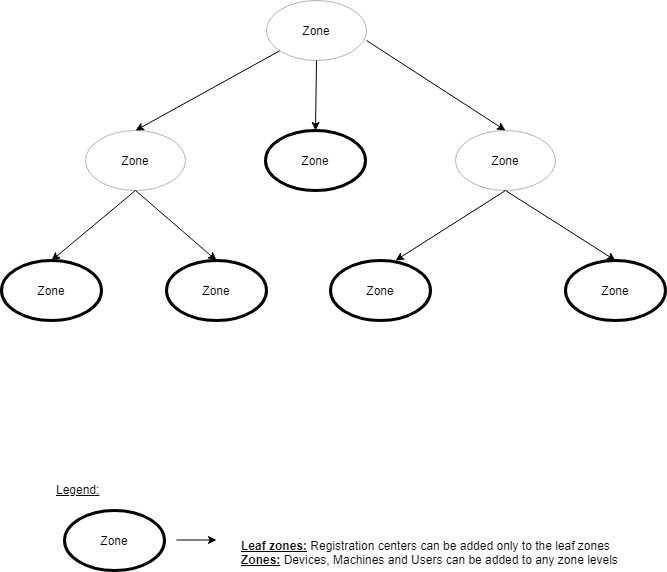 Zone
Zone
Zone
Zone
Zone
Zone
Zone
Zone
Legend:
Zone
Leaf zones: Registration centers can be added only to the leaf zones
Zones: Devices, Machines and Users can be added to any zone levels